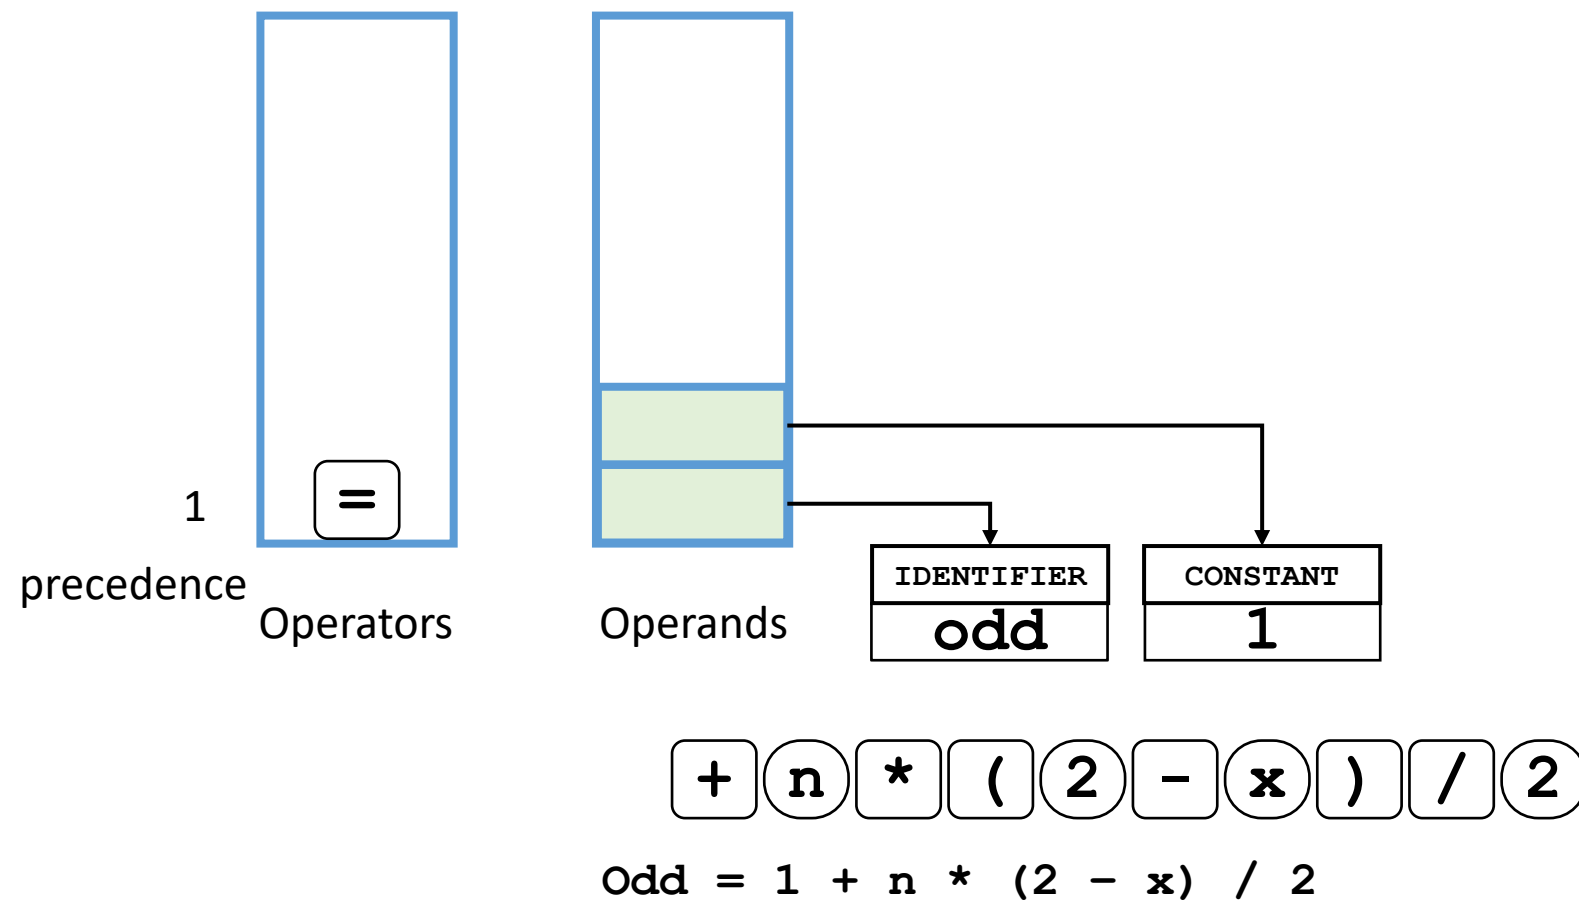 =
1
precedence
Operators
Operands
IDENTIFIER
odd
CONSTANT
1
+ n * ( 2 - x ) / 2
Odd = 1 + n * (2 − x) / 2